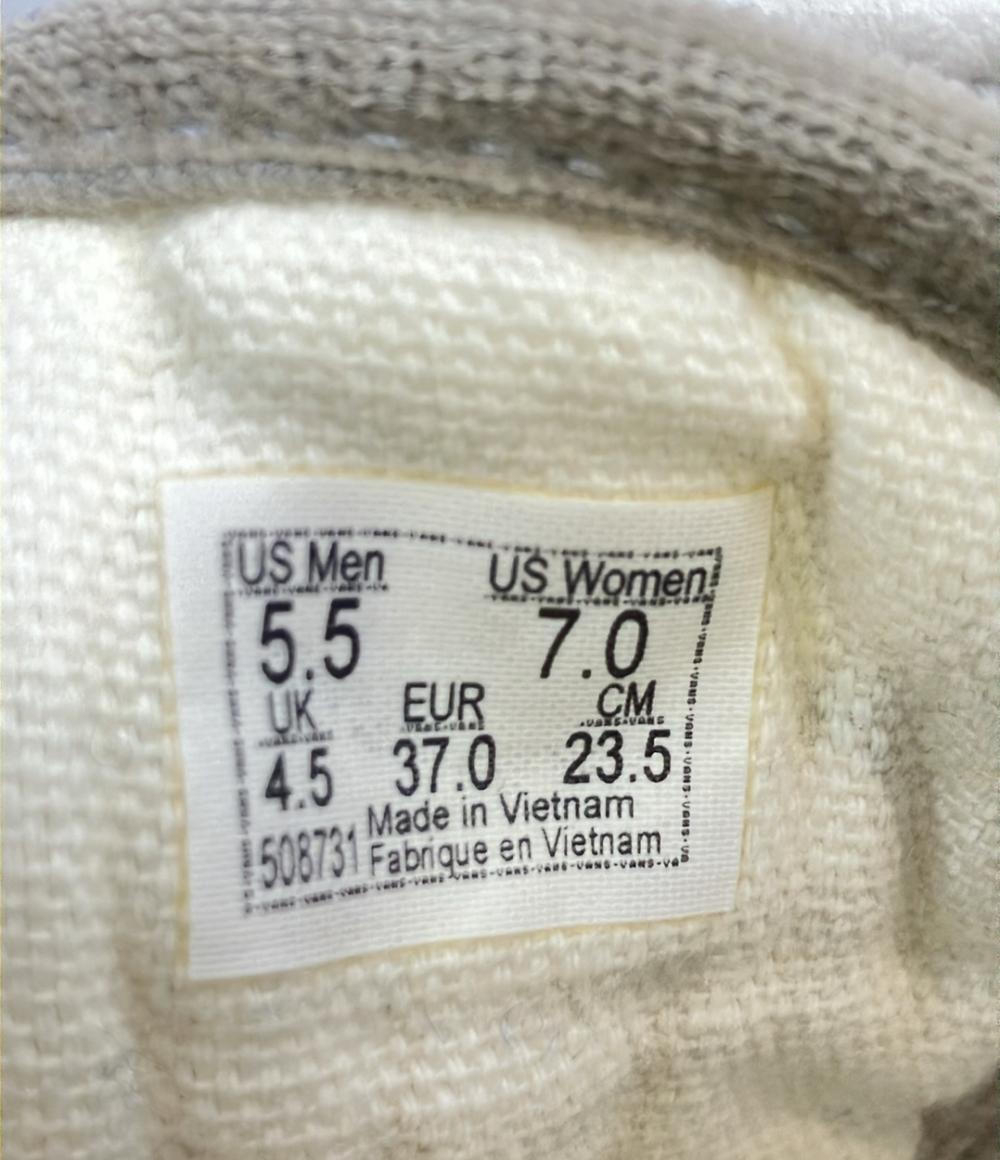 US Men US Women
5.5 7.0
UK EUR CM
4.5 37.0 23.5
Made in Vietnam
508731 Fabrique en Vietnam